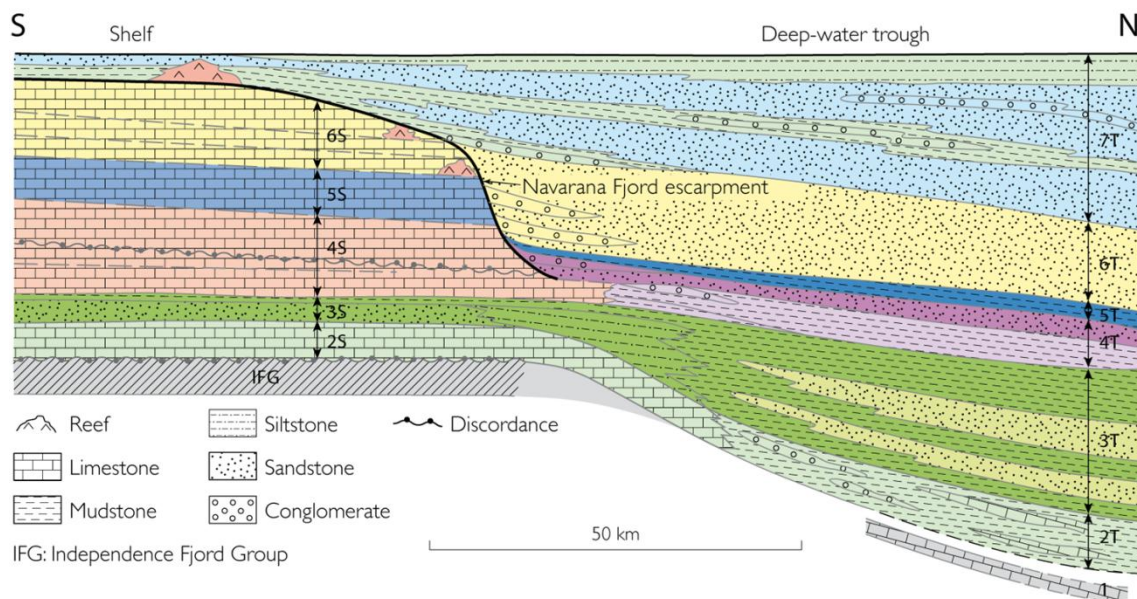 S
N
Shelf
Deep-water trough
7T
6S
Navarana Fjord escarpment
5S
4S
6T
5T
4T
3S
2S
3T
IFG
2T
1
Reef
Siltstone
Discordance
Limestone
Sandstone
Mudstone
Conglomerate
50 km
IFG: Independence Fjord Group